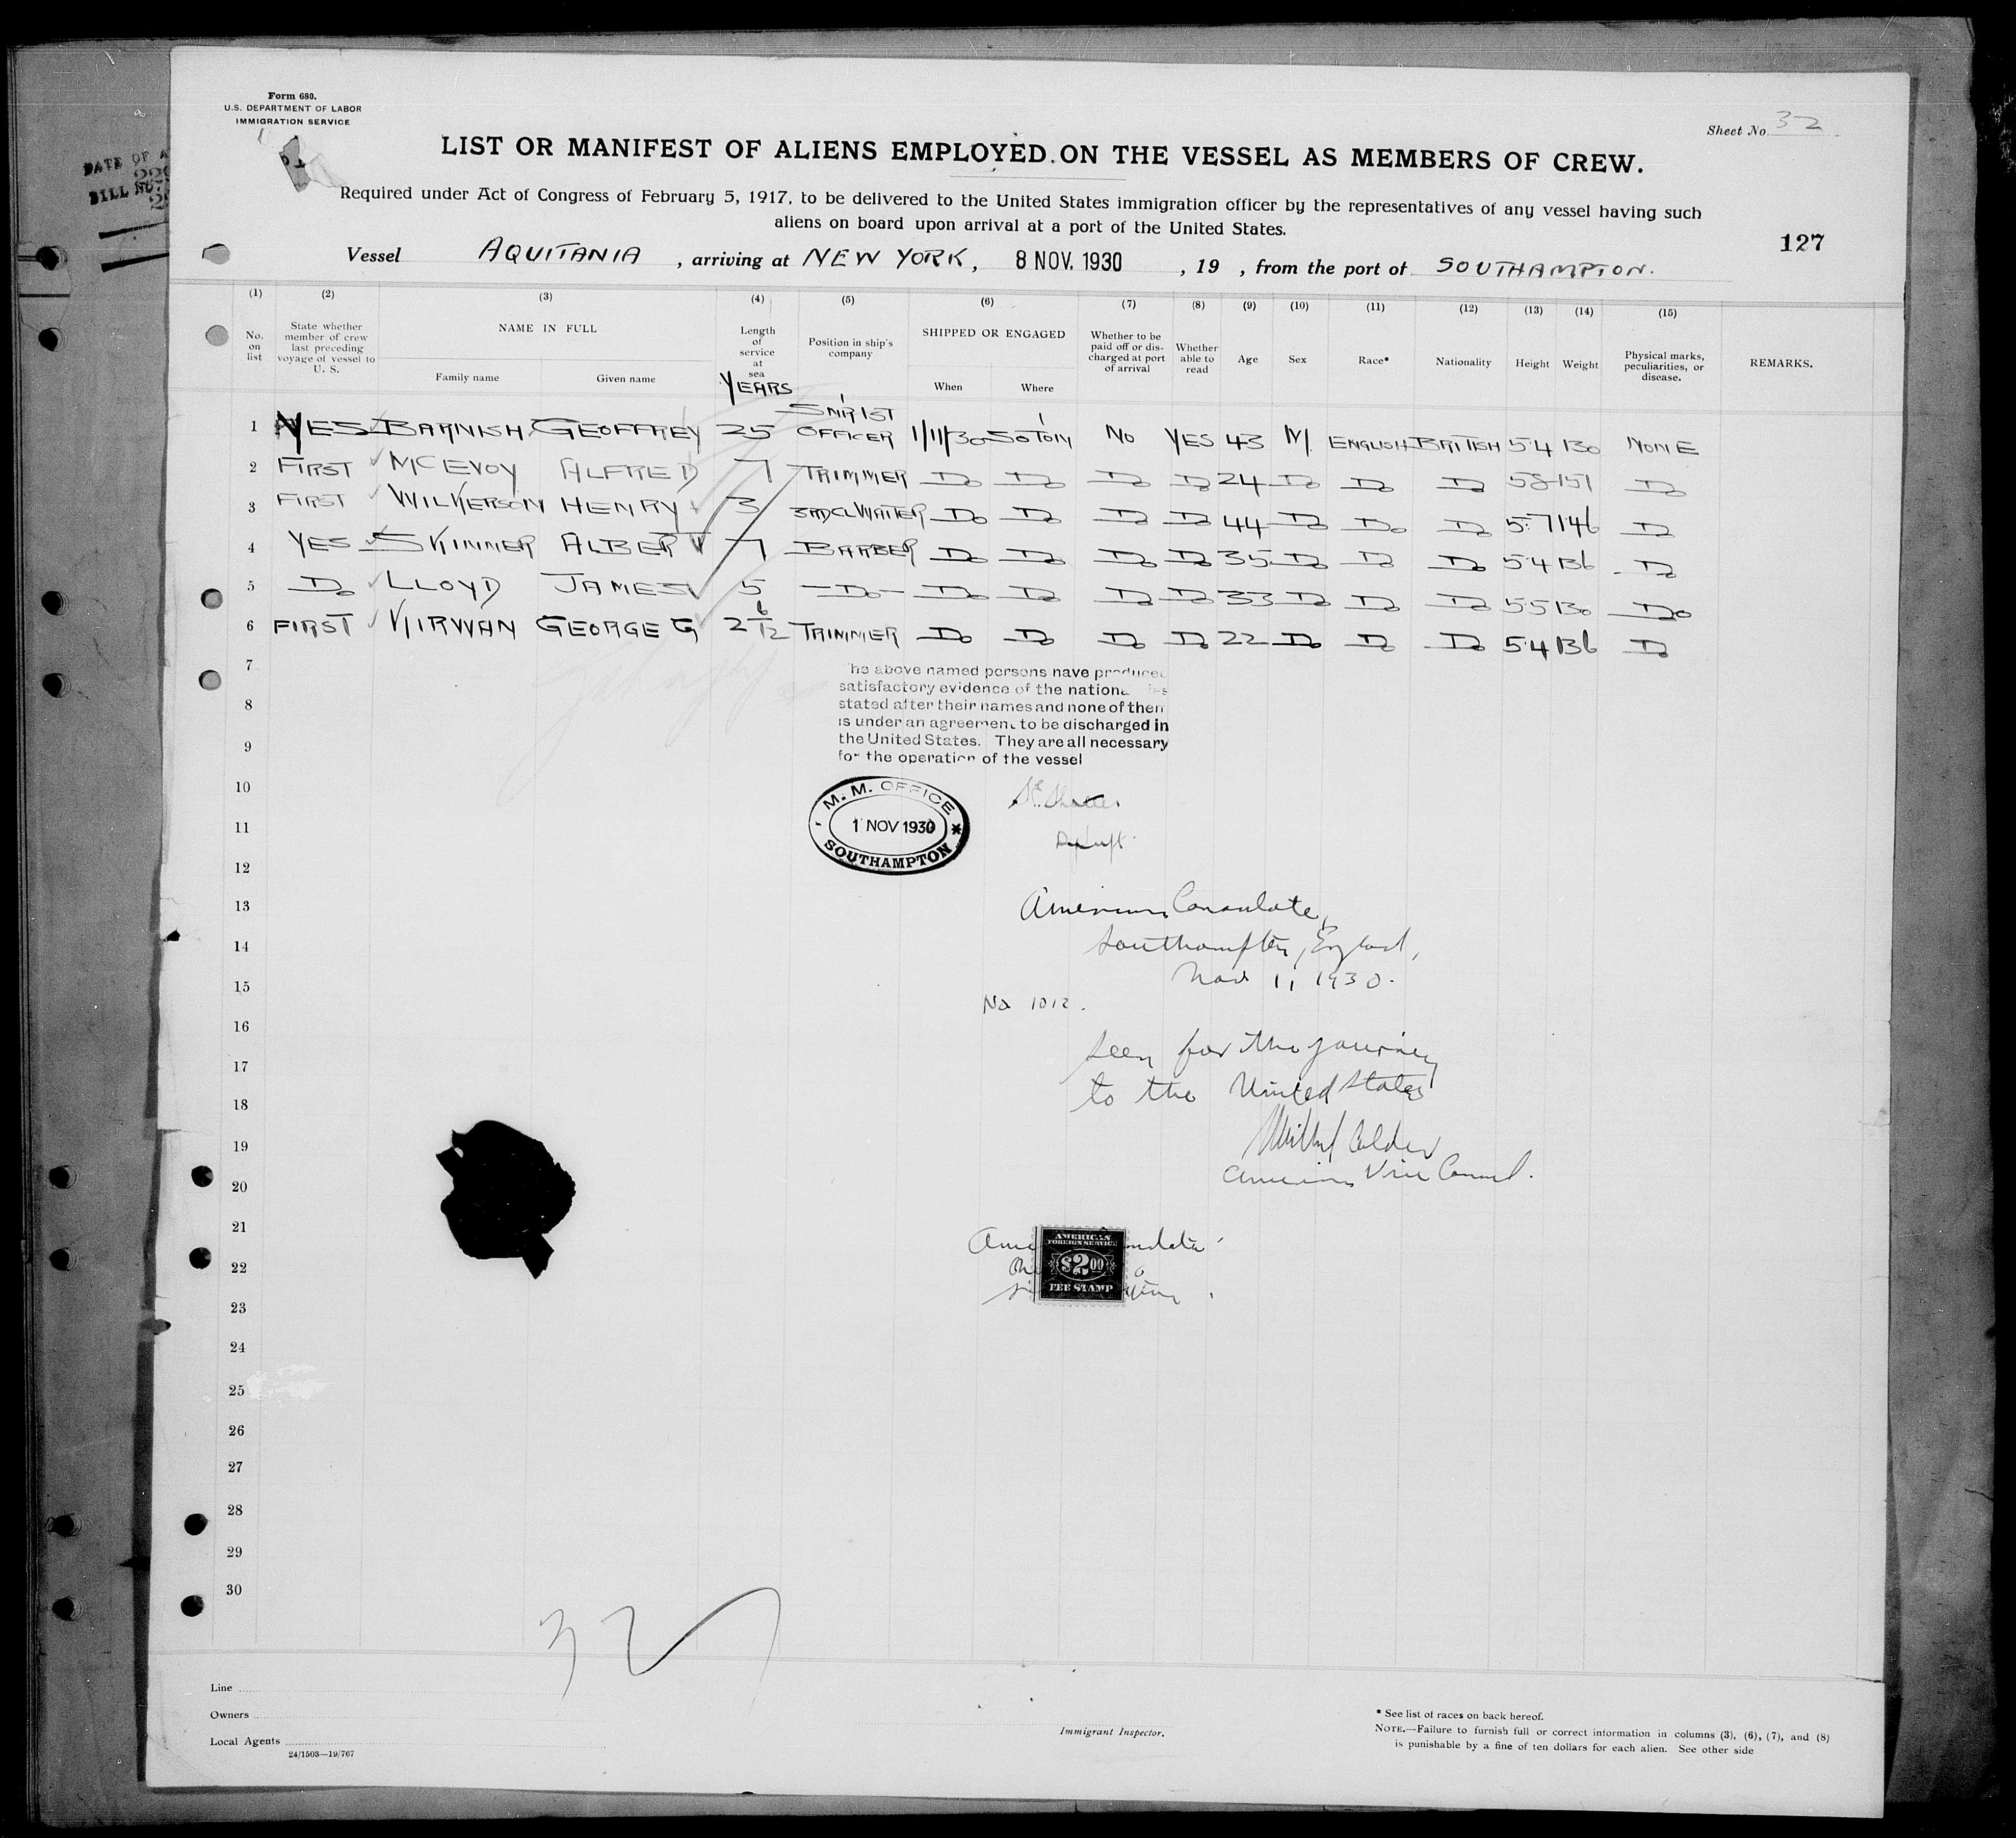 Form 680.
U.S. DEPARTMENT OF LABOR
IMMIGRATION SERVICE
DATE OF A
BILL NO.
Sheet No. 32
LIST OR MANIFEST OF ALIENS EMPLOYED ON THE VESSEL AS MEMBERS OF CREW.
Required under Act of Congress of February 5, 1917, to be delivered to the United States immigration officer by the representatives of any vessel having such
aliens on board upon arrival at a port of the United States.
127
Vessel AQUITANIA, arriving at NEW YORK, 8 NOV. 1930, 19 , from the port of SOUTHAMPTON.
(1) (2) (3) (4) (5) (6) (7) (8) (9) (10) (11) (12) (13) (14) (15)
No. on list
State whether member of crew last preceding voyage of vessel to U. S.
NAME IN FULL
Family name Given name
Length of service at sea
YEARS
Position in ship's company
SHIPPED OR ENGAGED
When Where
Whether to be paid off or discharged at port of arrival
Whether able to read
Age Sex Race* Nationality Height Weight
Physical marks, peculiarities, or disease.
REMARKS.
1 YES BARNISH GEOFFREY 25 SNR 1ST OFFICER 1/11/30 SOTON NO YES 43 M ENGLISH BRITISH 5.4 130 NONE
2 FIRST MCEVOY ALFRED 7 TRIMMER Do Do Do Do 24 Do Do Do 5.8 151 Do
3 FIRST WILKERSON HENRY 3 3RD CL WAITER Do Do Do Do 44 Do Do Do 5.7 146 Do
4 YES SKINNER ALBERT 7 BARBER Do Do Do Do 35 Do Do Do 5.4 136 Do
5 Do LLOYD JAMES 5 Do Do Do Do Do 33 Do Do Do 5.5 130 Do
6 FIRST KIRWAN GEORGE G 2 6/12 TRIMMER Do Do Do Do 22 Do Do Do 5.4 136 Do
7
The above named persons have produced
satisfactory evidence of the
8
stated after their names and none of them
is under an agreement to be discharged in
9
the United States. They are all necessary
for the operation of the vessel
10
M. M. OFFICE
11
1 NOV 1930
SOUTHAMPTON
12
13
American Consulate,
14
Southampton, England,
15
Nov 1, 1930.
No 1012.
16
Seen for the journey
17
to the United States
18
19
20
American Vice Consul.
21
22
AMERICAN
FOREIGN SERVICE
$2.00
FEE STAMP
23
24
25
26
27
28
29
30
32
Line
Owners
Local Agents
24/1503—19/767
Immigrant Inspector.
* See list of races on back hereof.
NOTE.—Failure to furnish full or correct information in columns (3), (6), (7), and (8)
is punishable by a fine of ten dollars for each alien. See other side